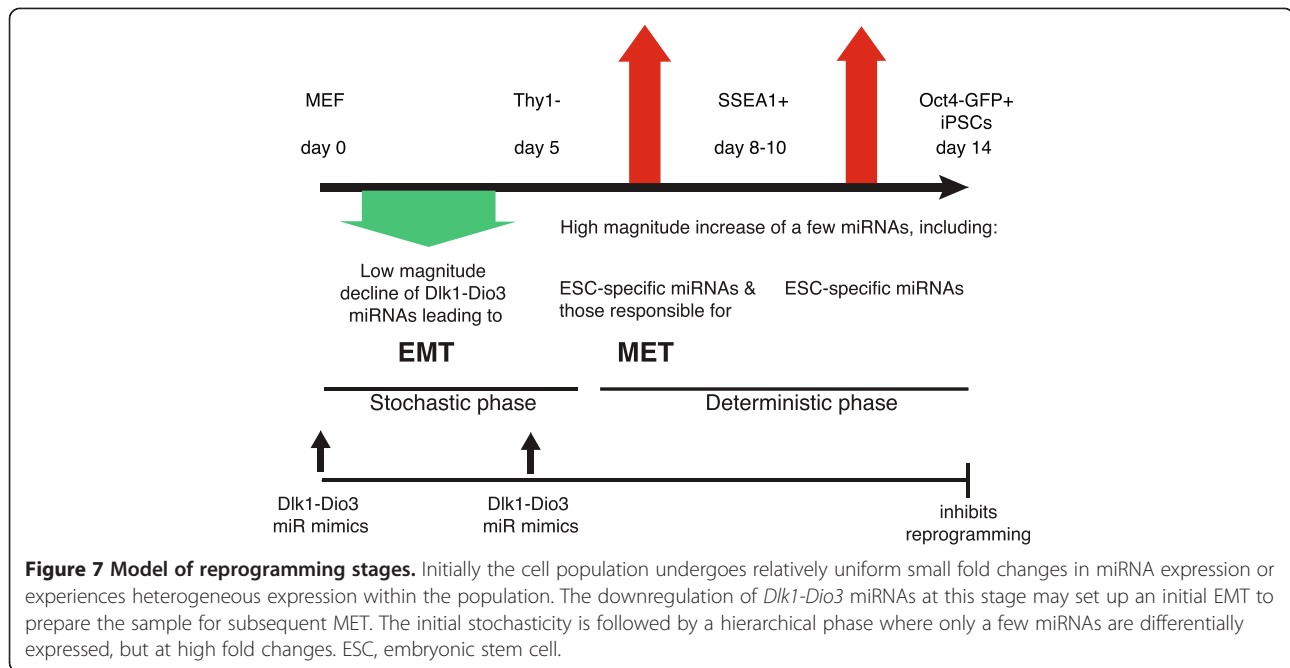 MEF
Thy1-
SSEA1+
Oct4-GFP+
iPSCs
day 0
day 5
day 8-10
day 14
High magnitude increase of a few miRNAs, including:
Low magnitude
decline of Dlk1-Dio3
miRNAs leading to
EMT
ESC-specific miRNAs &
those responsible for
MET
ESC-specific miRNAs
Stochastic phase
Deterministic phase
Dlk1-Dio3
miR mimics
Dlk1-Dio3
miR mimics
inhibits
reprogramming
Figure 7 Model of reprogramming stages. Initially the cell population undergoes relatively uniform small fold changes in miRNA expression or
experiences heterogeneous expression within the population. The downregulation of Dlk1-Dio3 miRNAs at this stage may set up an initial EMT to
prepare the sample for subsequent MET. The initial stochasticity is followed by a hierarchical phase where only a few miRNAs are differentially
expressed, but at high fold changes. ESC, embryonic stem cell.